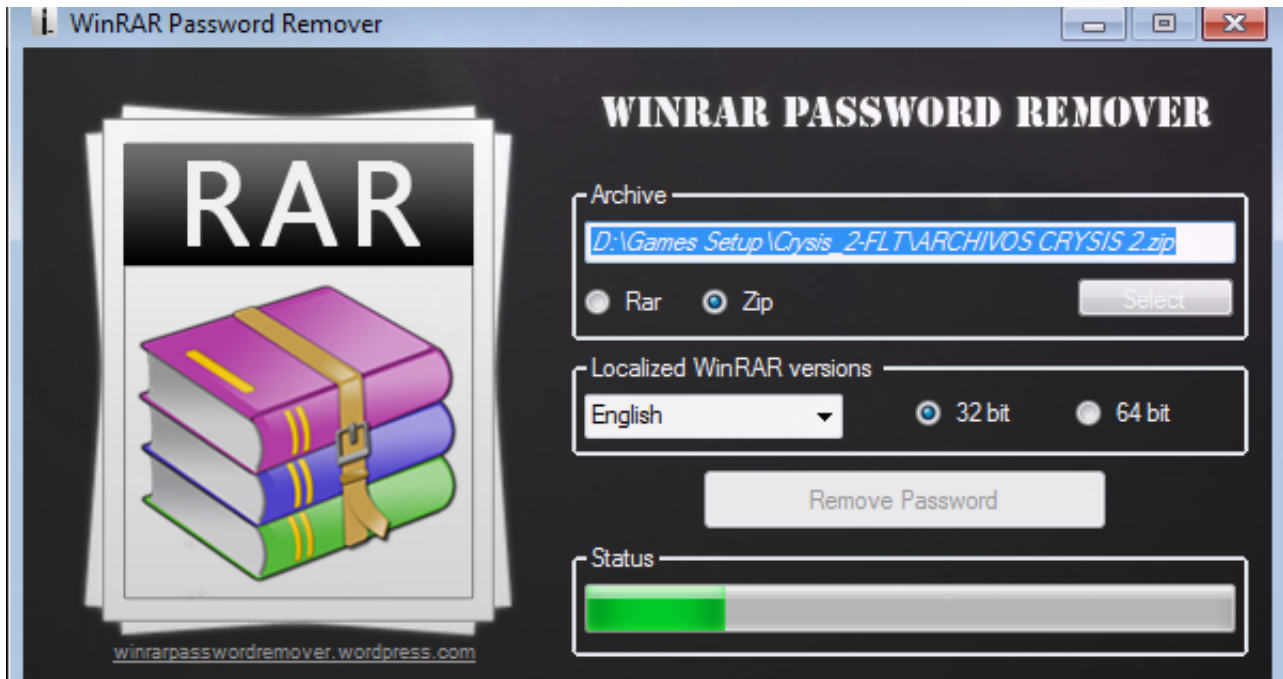 WinRAR Password Remover
WINRAR PASSWORD REMOVER
RAR
Archive
D:\Games Setup\Crysis_2-FLT\ARCHIVOS CRYSIS 2.zip
Rar Zip Select
Localized WinRAR versions
English 32 bit 64 bit
Remove Password
Status
winrarpasswordremover.wordpress.com